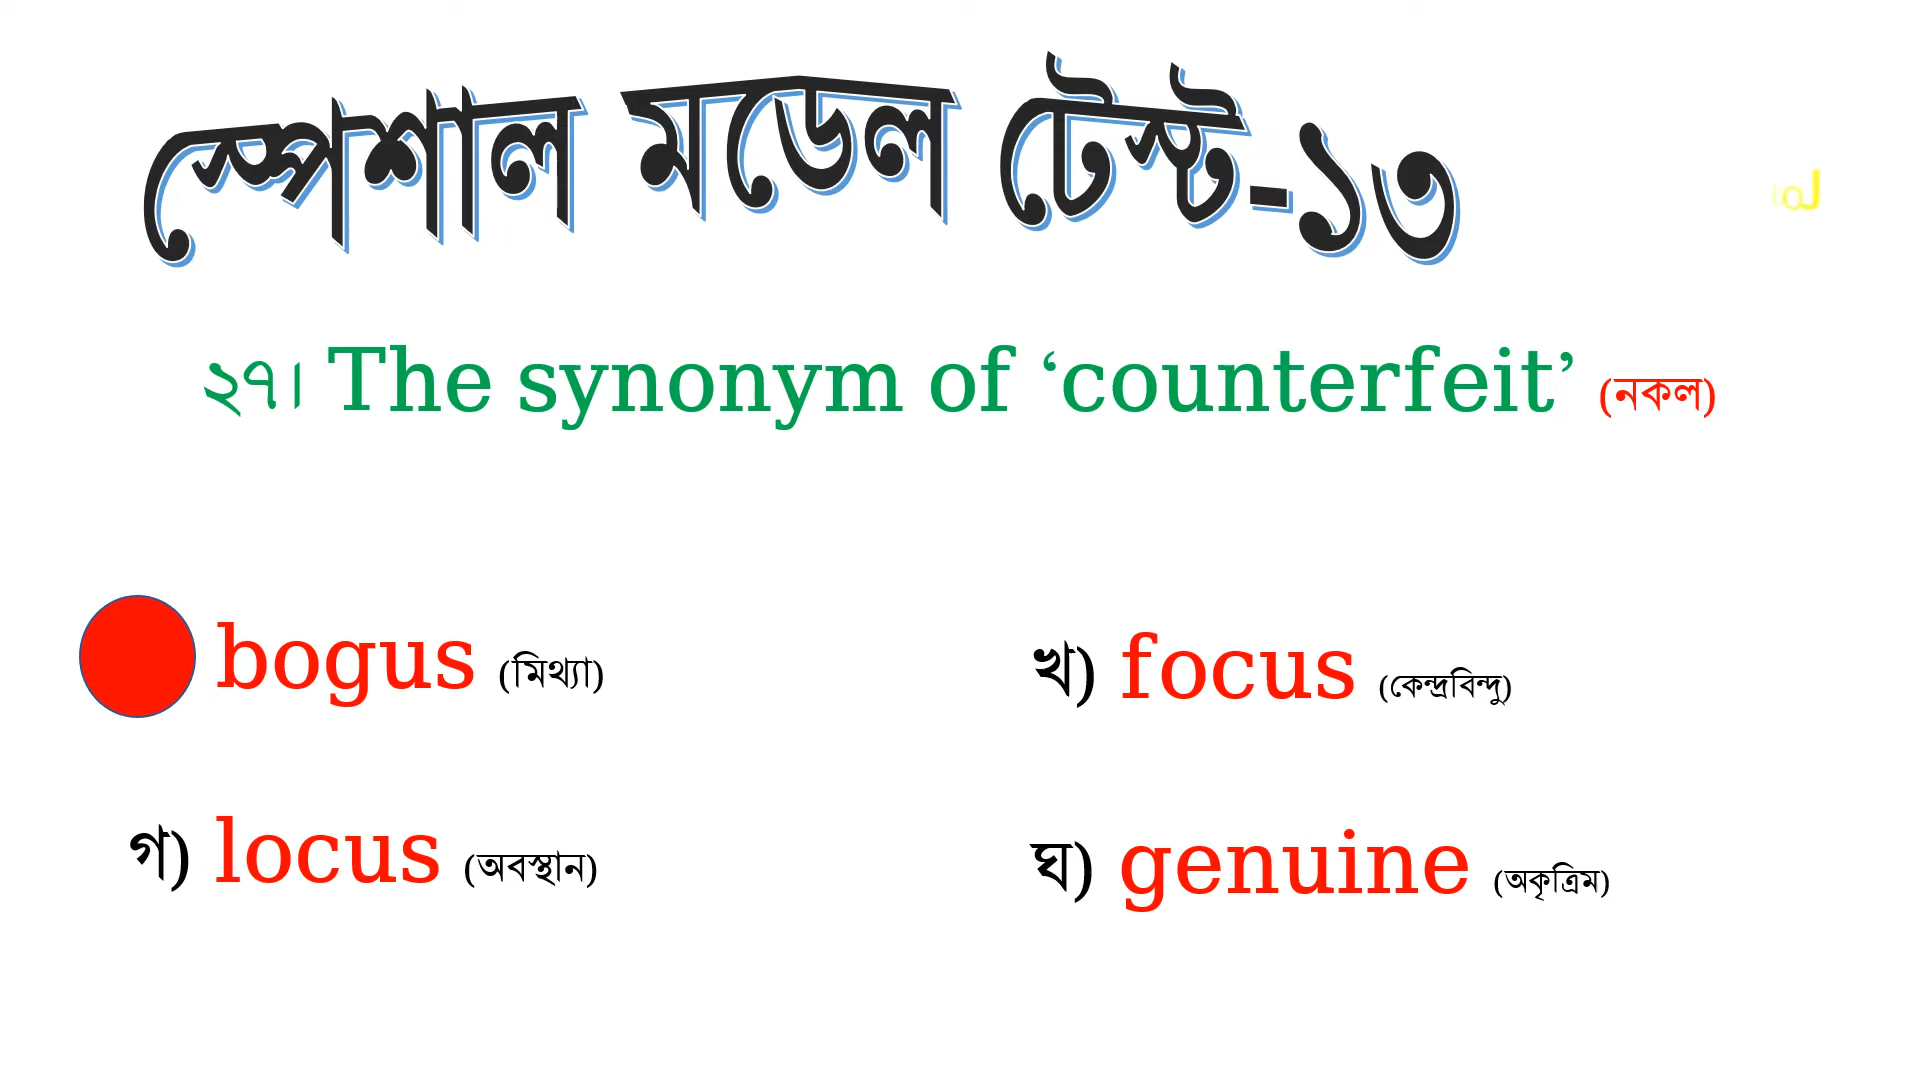 স্পেশাল মডেল টেস্ট-১৩
২৭। The synonym of ‘counterfeit’ (নকল)
bogus (মিথ্যা)
খ) focus (কেন্দ্রবিন্দু)
গ) locus (অবস্থান)
ঘ) genuine (অকৃত্রিম)